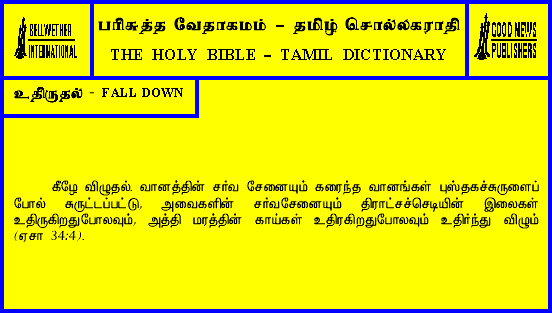 BELLWETHER
INTERNATIONAL
பரிசுத்த வேதாகமம் – தமிழ் சொல்லகராதி
THE HOLY BIBLE – TAMIL DICTIONARY
GOOD NEWS
PUBLISHERS
உதிருதல் - FALL DOWN
கீழே விழுதல். வானத்தின் சர்வ சேனையும் கரைந்த வானங்கள் புஸ்தகச்சுருளைப்
போல் சுருட்டப்பட்டு, அவைகளின் சர்வசேனையும் திராட்சச்செடியின் இலைகள்
உதிருகிறதுபோலவும், அத்தி மரத்தின் காய்கள் உதிரகிறதுபோலவும் உதிர்ந்து விழும்
(ஏசா 34:4).